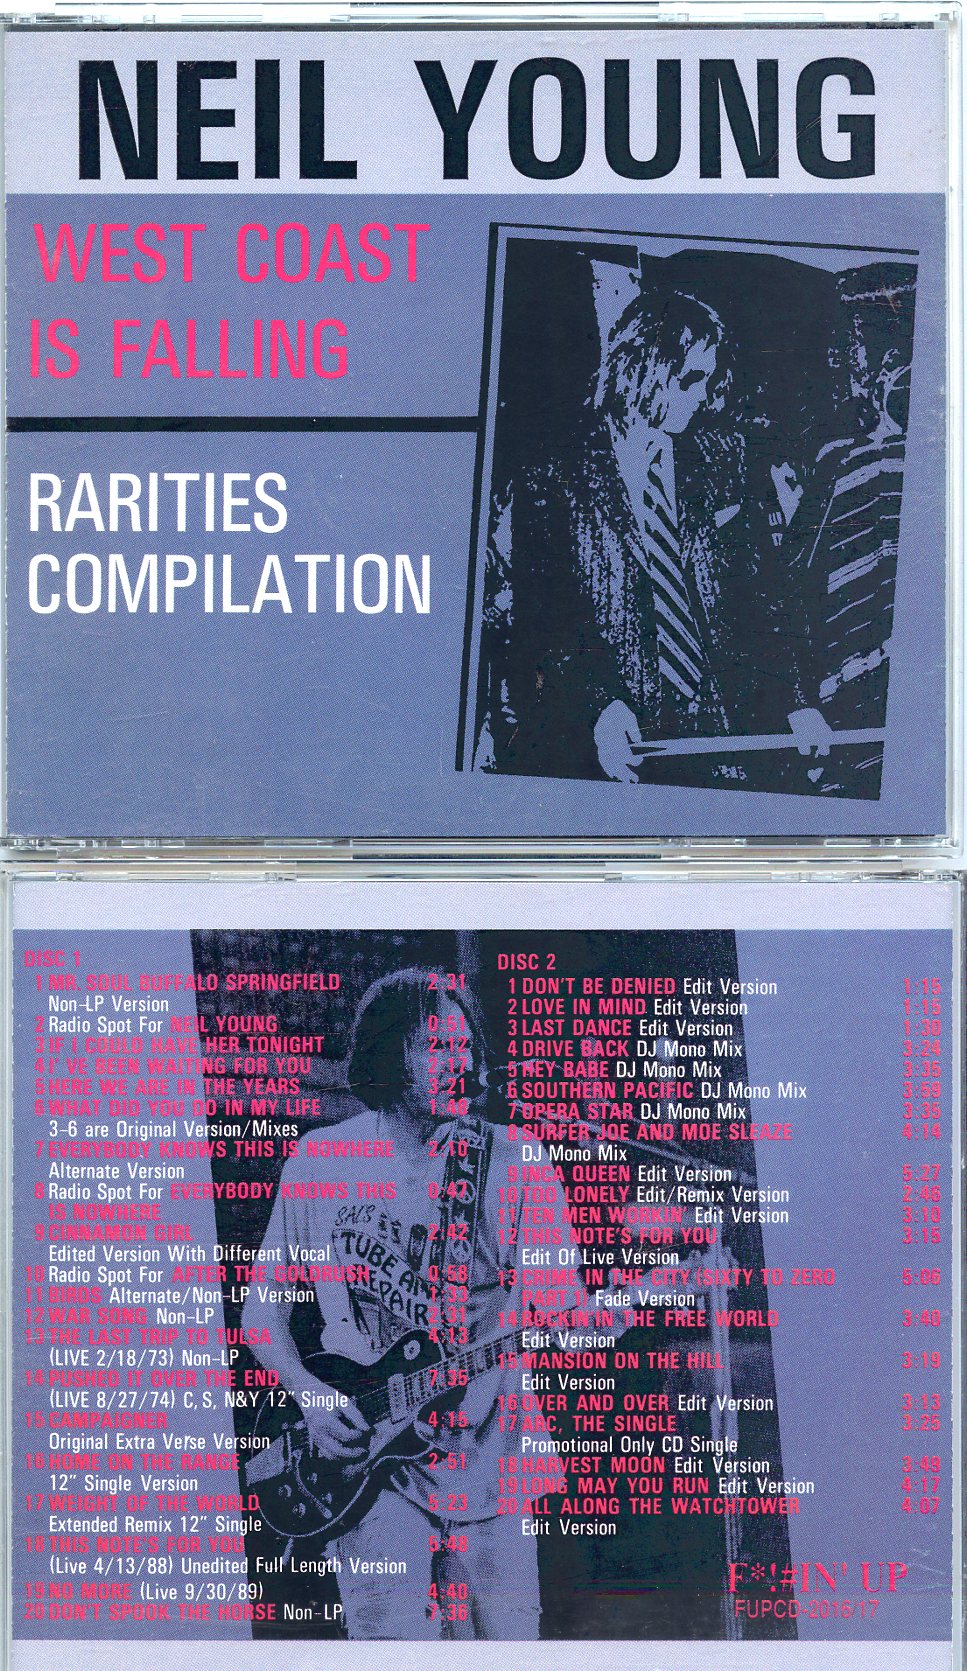 NEIL YOUNG
WEST COAST
IS FALLING
RARITIES
COMPILATION
DISC 1
1 MR. SOUL BUFFALO SPRINGFIELD 2:31
Non-LP Version
2 Radio Spot For NEIL YOUNG 0:51
3 IF I COULD HAVE HER TONIGHT 2:12
4 I' VE BEEN WAITING FOR YOU 2:17
5 HERE WE ARE IN THE YEARS 3:21
6 WHAT DID YOU DO IN MY LIFE 1:48
3-6 are Original Version/Mixes
7 EVERYBODY KNOWS THIS IS NOWHERE 2:10
Alternate Version
8 Radio Spot For EVERYBODY KNOWS THIS 0:47
IS NOWHERE
9 CINNAMON GIRL 2:42
Edited Version With Different Vocal
10 Radio Spot For AFTER THE GOLDRUSH 0:58
11 BIRDS Alternate/Non-LP Version 1:33
12 WAR SONG Non-LP 2:31
13 THE LAST TRIP TO TULSA 4:13
(LIVE 2/18/73) Non-LP
14 PUSHED IT OVER THE END 7:35
(LIVE 8/27/74) C, S, N&Y 12" Single
15 CAMPAIGNER 4:15
Original Extra Verse Version
16 HOME ON THE RANGE 2:51
12" Single Version
17 WEIGHT OF THE WORLD 5:23
Extended Remix 12" Single
18 THIS NOTE'S FOR YOU 5:48
(Live 4/13/88) Unedited Full Length Version
19 NO MORE (Live 9/30/89) 4:40
20 DON'T SPOOK THE HORSE Non-LP 7:36
SAL'S
TUBE
REPAIR
DISC 2
1 DON'T BE DENIED Edit Version 1:15
2 LOVE IN MIND Edit Version 1:15
3 LAST DANCE Edit Version 1:30
4 DRIVE BACK DJ Mono Mix 3:24
5 HEY BABE DJ Mono Mix 3:35
6 SOUTHERN PACIFIC DJ Mono Mix 3:59
7 OPERA STAR DJ Mono Mix 3:35
8 SURFER JOE AND MOE SLEAZE 4:14
DJ Mono Mix
9 INCA QUEEN Edit Version 5:27
10 TOO LONELY Edit/Remix Version 2:46
11 TEN MEN WORKIN' Edit Version 3:18
12 THIS NOTE'S FOR YOU 3:15
Edit Of Live Version
13 CRIME IN THE CITY (SIXTY TO ZERO 5:06
PART 1) Fade Version
14 ROCKIN' IN THE FREE WORLD 3:40
Edit Version
15 MANSION ON THE HILL 3:19
Edit Version
16 OVER AND OVER Edit Version 3:13
17 ARC, THE SINGLE 3:25
Promotional Only CD Single
18 HARVEST MOON Edit Version 3:48
19 LONG MAY YOU RUN Edit Version 4:17
20 ALL ALONG THE WATCHTOWER 4:07
Edit Version
F*!#IN' UP
FUPCD-2016/17